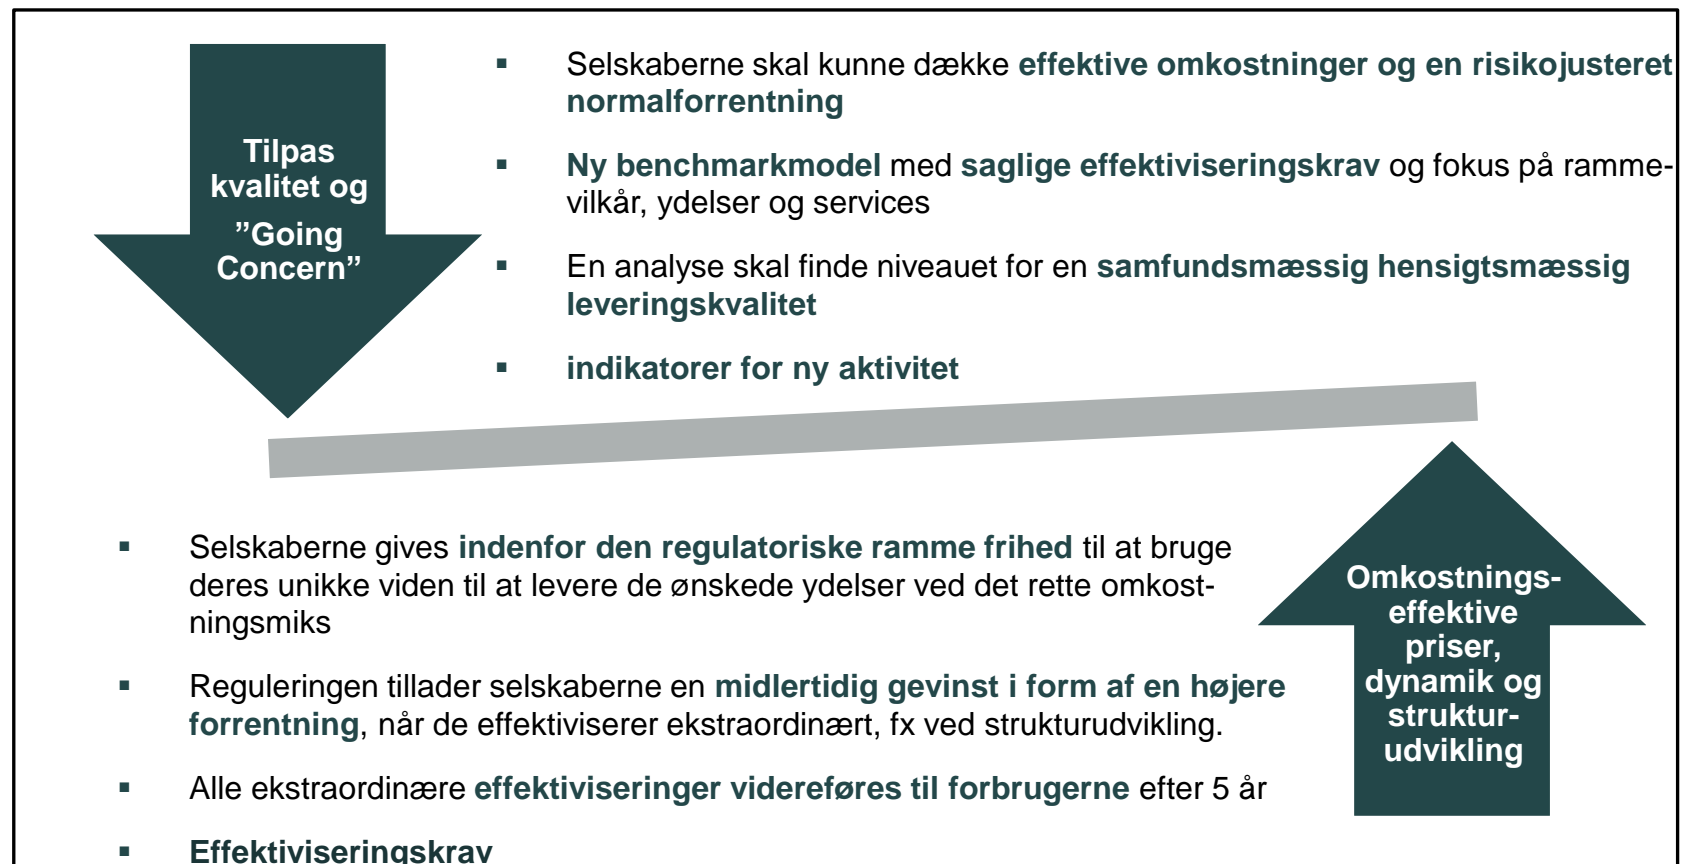 Tilpas
kvalitet og
”Going
Concern”
▪ Selskaberne skal kunne dække effektive omkostninger og en risikojusteret
normalforrentning
▪ Ny benchmarkmodel med saglige effektiviseringskrav og fokus på ramme-
vilkår, ydelser og services
▪ En analyse skal finde niveauet for en samfundsmæssig hensigtsmæssig
leveringskvalitet
▪ indikatorer for ny aktivitet
▪ Selskaberne gives indenfor den regulatoriske ramme frihed til at bruge
deres unikke viden til at levere de ønskede ydelser ved det rette omkost-
ningsmiks
▪ Reguleringen tillader selskaberne en midlertidig gevinst i form af en højere
forrentning, når de effektiviserer ekstraordinært, fx ved strukturudvikling.
▪ Alle ekstraordinære effektiviseringer videreføres til forbrugerne efter 5 år
▪ Effektiviseringskrav
Omkostnings-
effektive
priser,
dynamik og
struktur-
udvikling